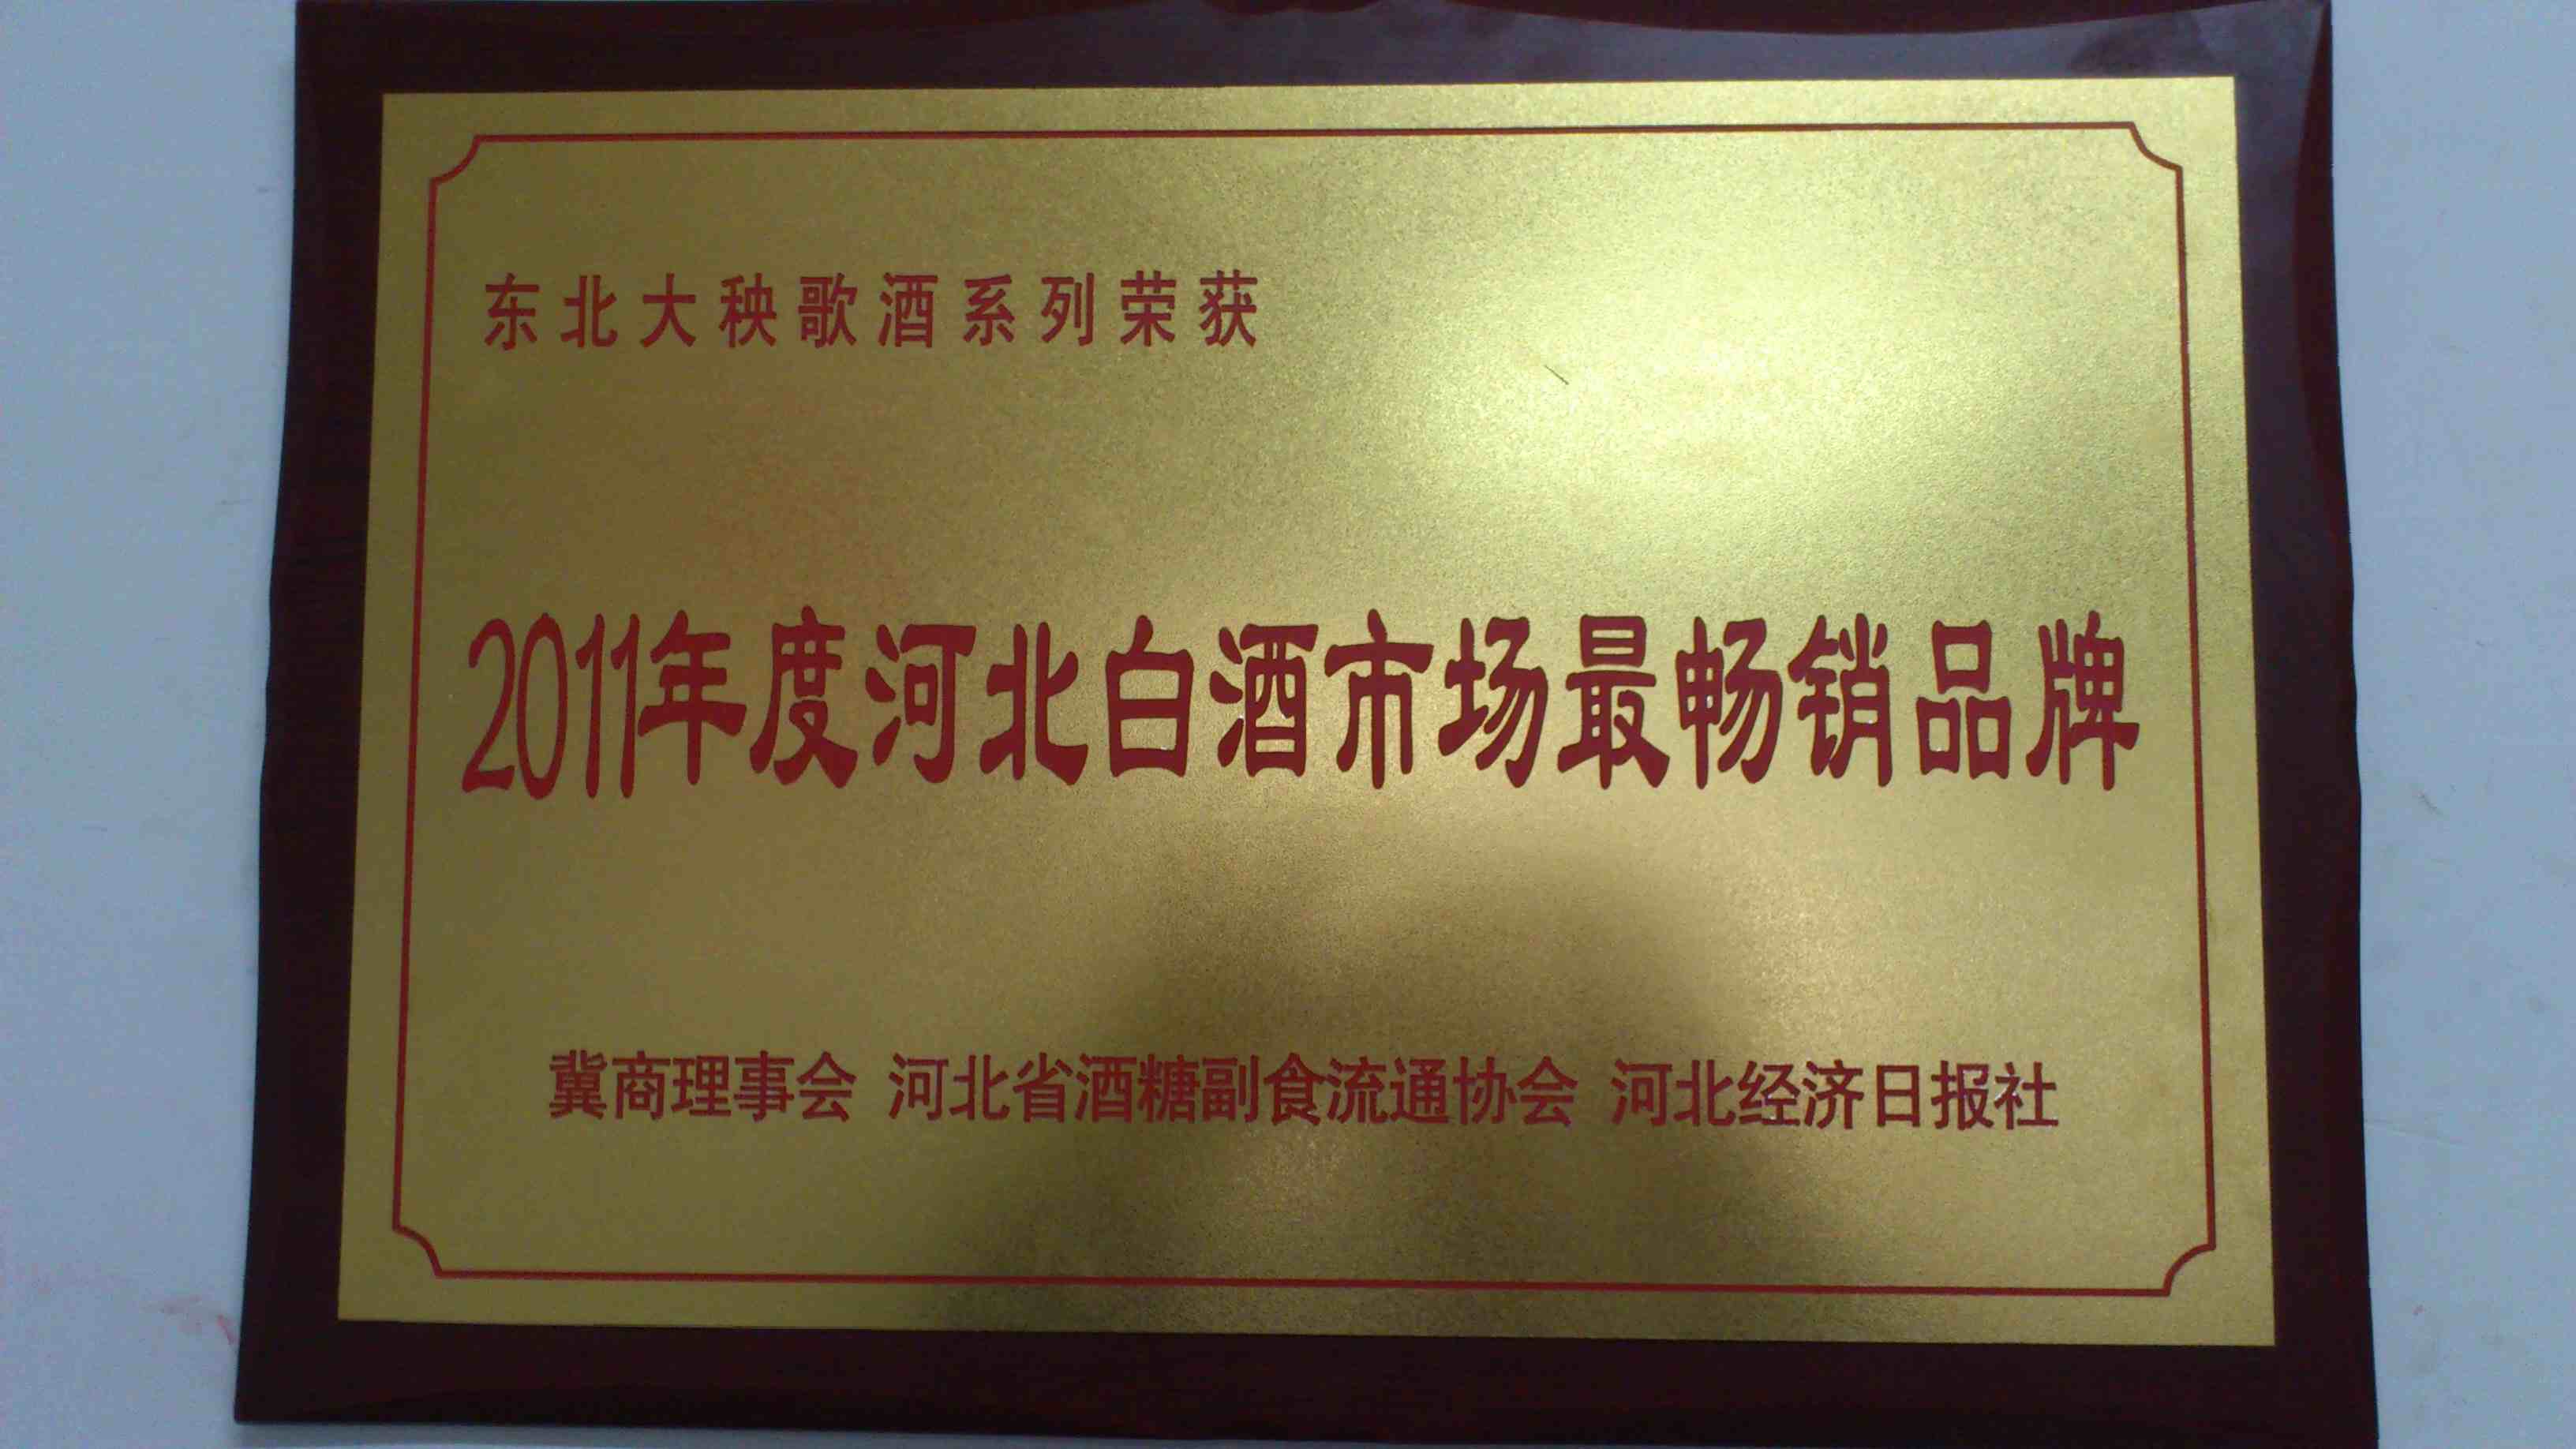 东北大秧歌酒系列荣获
2011年度河北白酒市场最畅销品牌
冀商理事会 河北省酒糖副食流通协会 河北经济日报社